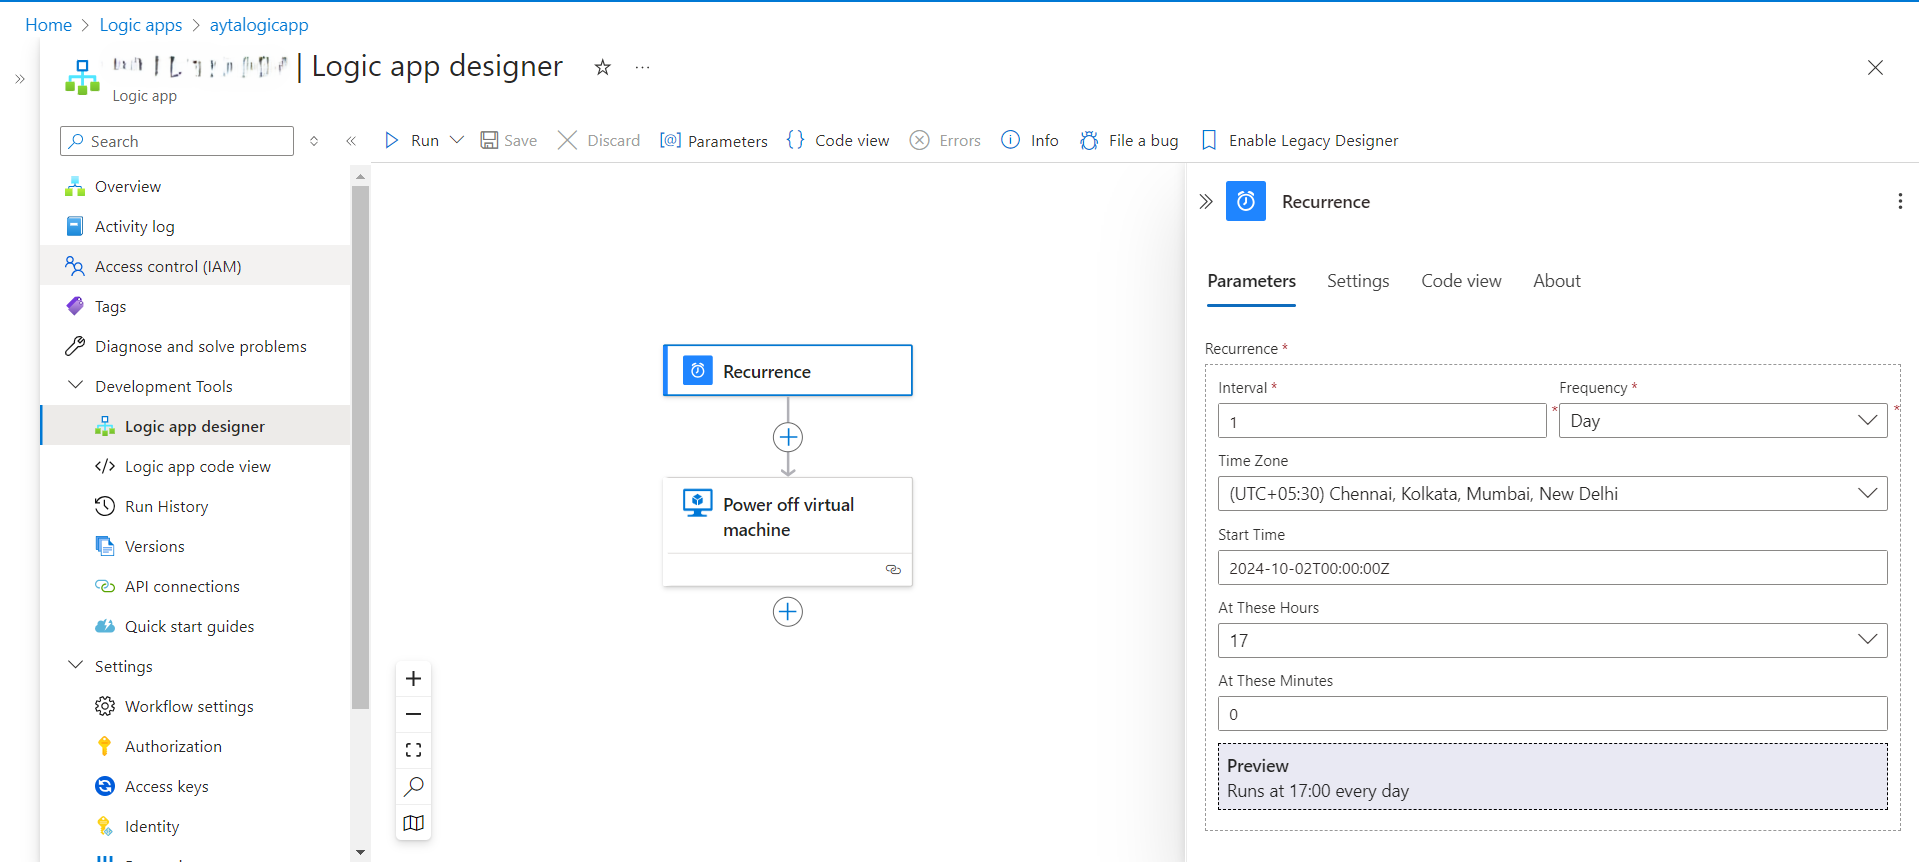 Home > Logic apps > aytalogicapp
| Logic app designer
Logic app
Search
Run Save Discard Parameters Code view Errors Info File a bug Enable Legacy Designer
Overview
Activity log
Access control (IAM)
Tags
Diagnose and solve problems
Development Tools
Logic app designer
Logic app code view
Run History
Versions
API connections
Quick start guides
Settings
Workflow settings
Authorization
Access keys
Identity
Recurrence
Power off virtual
machine
Recurrence
Parameters Settings Code view About
Recurrence *
Interval * Frequency *
1 * Day *
Time Zone
(UTC+05:30) Chennai, Kolkata, Mumbai, New Delhi
Start Time
2024-10-02T00:00:00Z
At These Hours
17
At These Minutes
0
Preview
Runs at 17:00 every day